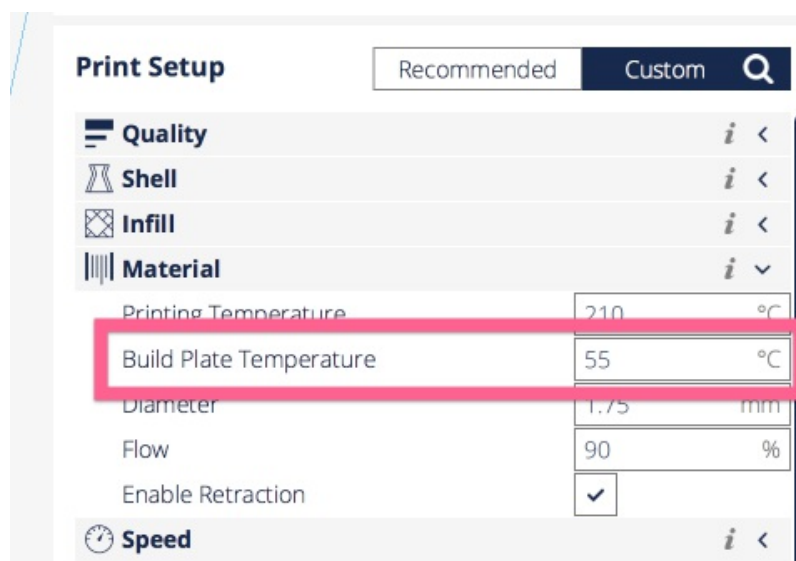 Print Setup Recommended Custom
Quality i
Shell i
Infill i
Material i
Printing Temperature 210 °C
Build Plate Temperature 55 °C
Diameter 1.75 mm
Flow 90 %
Enable Retraction
Speed i